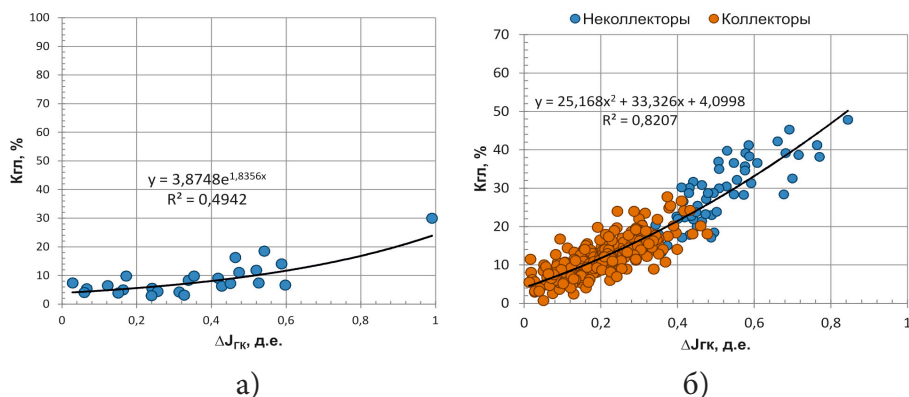 100
90
80
70
60
50
40
30
20
10
0
Кгл, %
y = 3,8748e^1,8356x
R² = 0,4942
0 0,2 0,4 0,6 0,8 1
ΔJГК, д.е.
а)
Неколлекторы Коллекторы
70
60
50
40
30
20
10
0
Кгл, %
y = 25,168x² + 33,326x + 4,0998
R² = 0,8207
0 0,2 0,4 0,6 0,8 1
ΔJгк, д.е.
б)